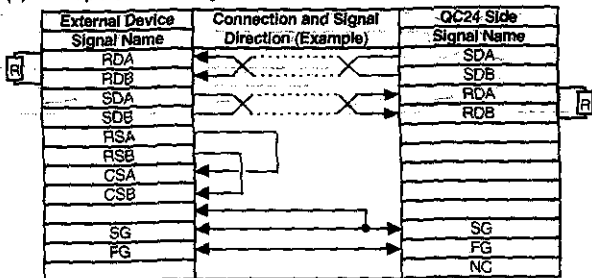 External Device Connection and Signal Direction (Example) QC24 Side
Signal Name Signal Name
RDA SDA
R RDB SDB
SDA RDA R
SDB RDB
RSA
RSB
CSA
CSB
SG SG
FG FG
NC